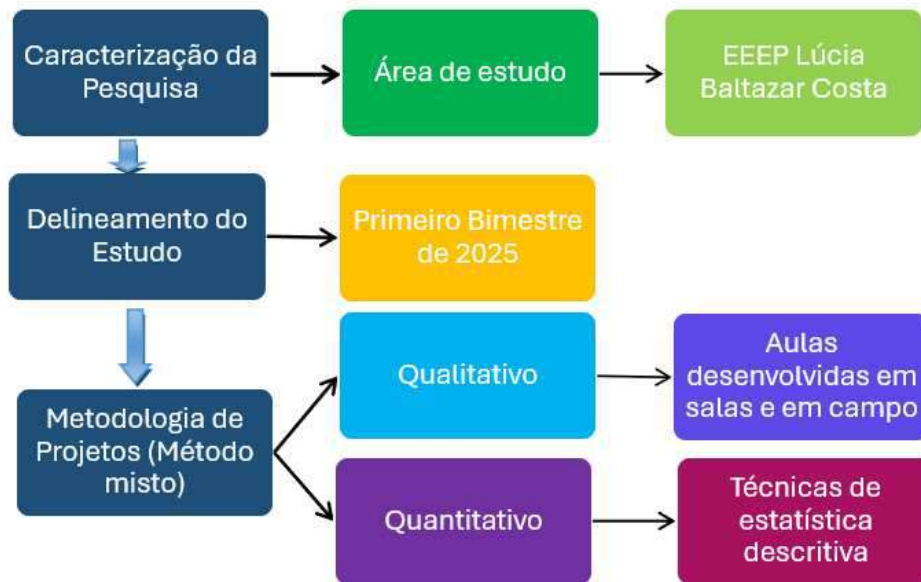 Caracterização da
Pesquisa
Área de estudo
EEEP Lúcia
Baltazar Costa
Delineamento do
Estudo
Primeiro Bimestre
de 2025
Metodologia de
Projetos (Método
misto)
Qualitativo
Aulas
desenvolvidas em
salas e em campo
Quantitativo
Técnicas de
estatística
descritiva